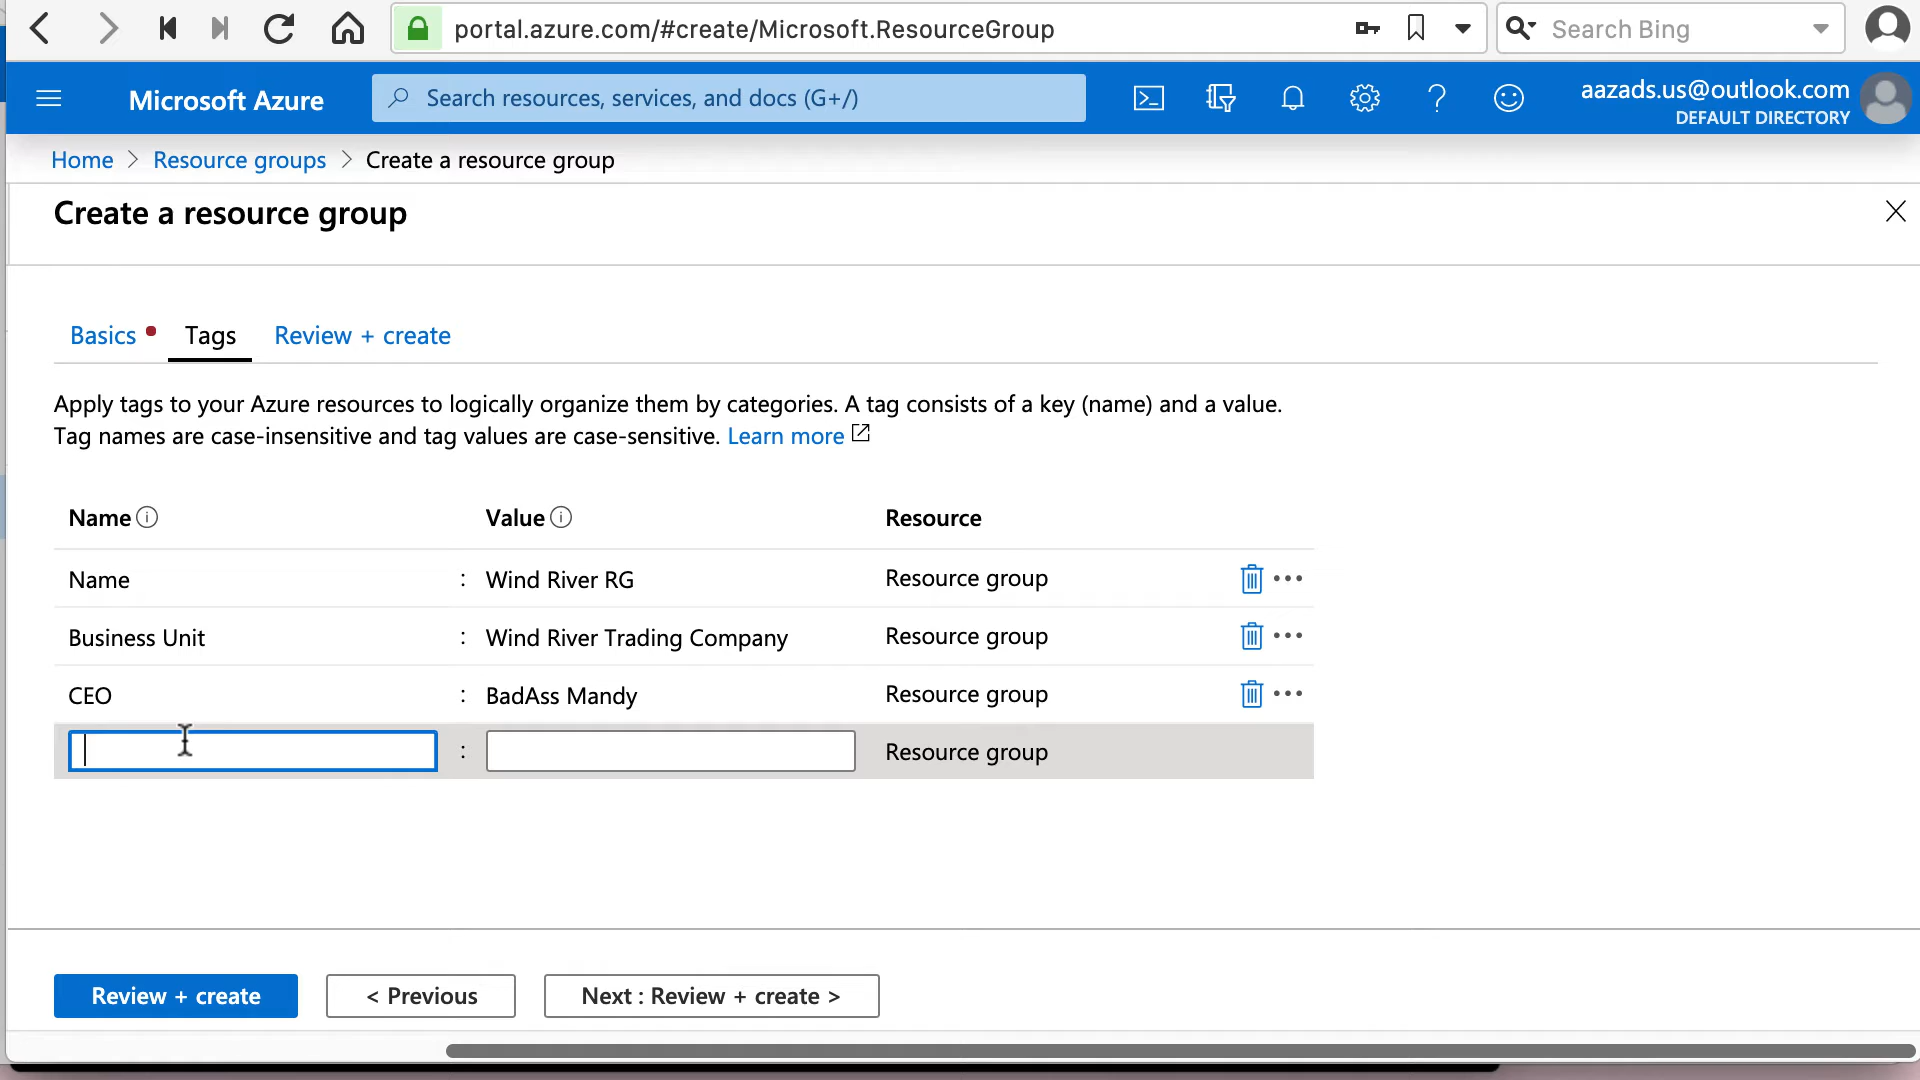 portal.azure.com/#create/Microsoft.ResourceGroup
Search Bing
Microsoft Azure
Search resources, services, and docs (G+/)
aazads.us@outlook.com
DEFAULT DIRECTORY
Home > Resource groups > Create a resource group
Create a resource group
Basics Tags Review + create
Apply tags to your Azure resources to logically organize them by categories. A tag consists of a key (name) and a value.
Tag names are case-insensitive and tag values are case-sensitive. Learn more
Name Value Resource
Name : Wind River RG Resource group
Business Unit : Wind River Trading Company Resource group
CEO : BadAss Mandy Resource group
: Resource group
Review + create < Previous Next : Review + create >